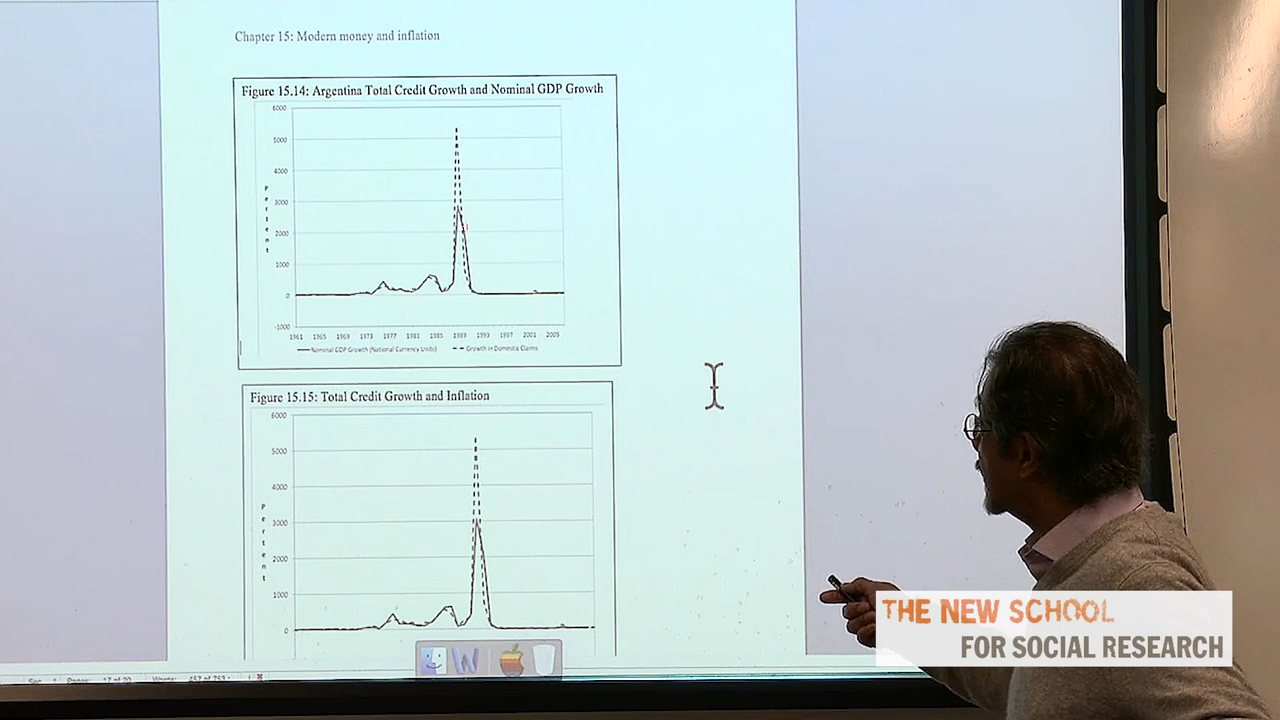 Chapter 15: Modern money and inflation
Figure 15.14: Argentina Total Credit Growth and Nominal GDP Growth
6000
5000
4000
3000
2000
1000
0
-1000
Percent
1961 1965 1969 1973 1977 1981 1985 1989 1993 1997 2001 2005
Nominal GDP Growth (National Currency Units) Growth in Domestic Claims
Figure 15.15: Total Credit Growth and Inflation
6000
5000
4000
3000
2000
1000
0
Percent
THE NEW SCHOOL
FOR SOCIAL RESEARCH